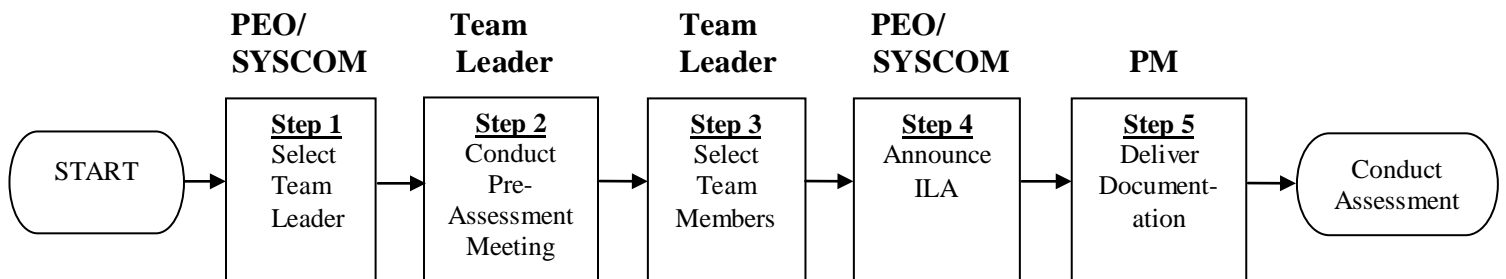 PEO/
SYSCOM
Team
Leader
Team
Leader
PEO/
SYSCOM
PM
START
Step 1
Select
Team
Leader
Step 2
Conduct
Pre-
Assessment
Meeting
Step 3
Select
Team
Members
Step 4
Announce
ILA
Step 5
Deliver
Document-
ation
Conduct
Assessment